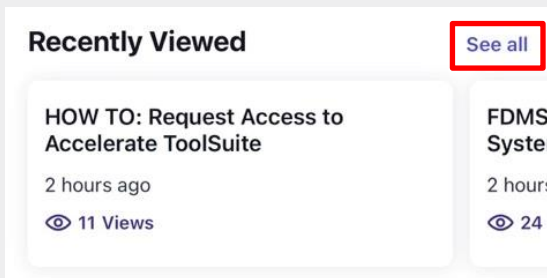 Recently Viewed
See all
HOW TO: Request Access to
Accelerate ToolSuite
2 hours ago
11 Views
FDMS
2 hours
24